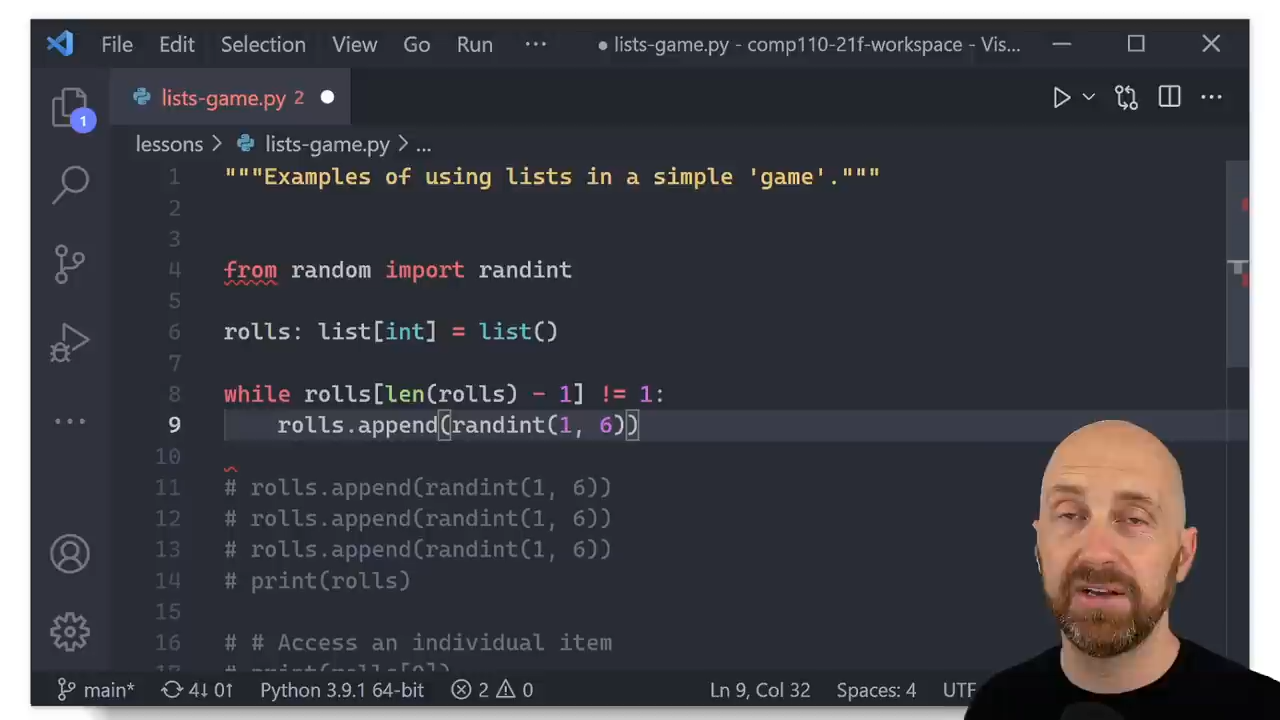 File Edit Selection View Go Run ··· ● lists-game.py - comp110-21f-workspace - Vis...
lists-game.py 2
lessons > lists-game.py > ...
1
1 """Examples of using lists in a simple 'game'."""
2
3
4 from random import randint
5
6 rolls: list[int] = list()
7
8 while rolls[len(rolls) - 1] != 1:
9 rolls.append(randint(1, 6))
10
11 # rolls.append(randint(1, 6))
12 # rolls.append(randint(1, 6))
13 # rolls.append(randint(1, 6))
14 # print(rolls)
15
16 # # Access an individual item
17 # print(rolls[0])
main* 4↓ 0↑ Python 3.9.1 64-bit 2 0 Ln 9, Col 32 Spaces: 4 UTF